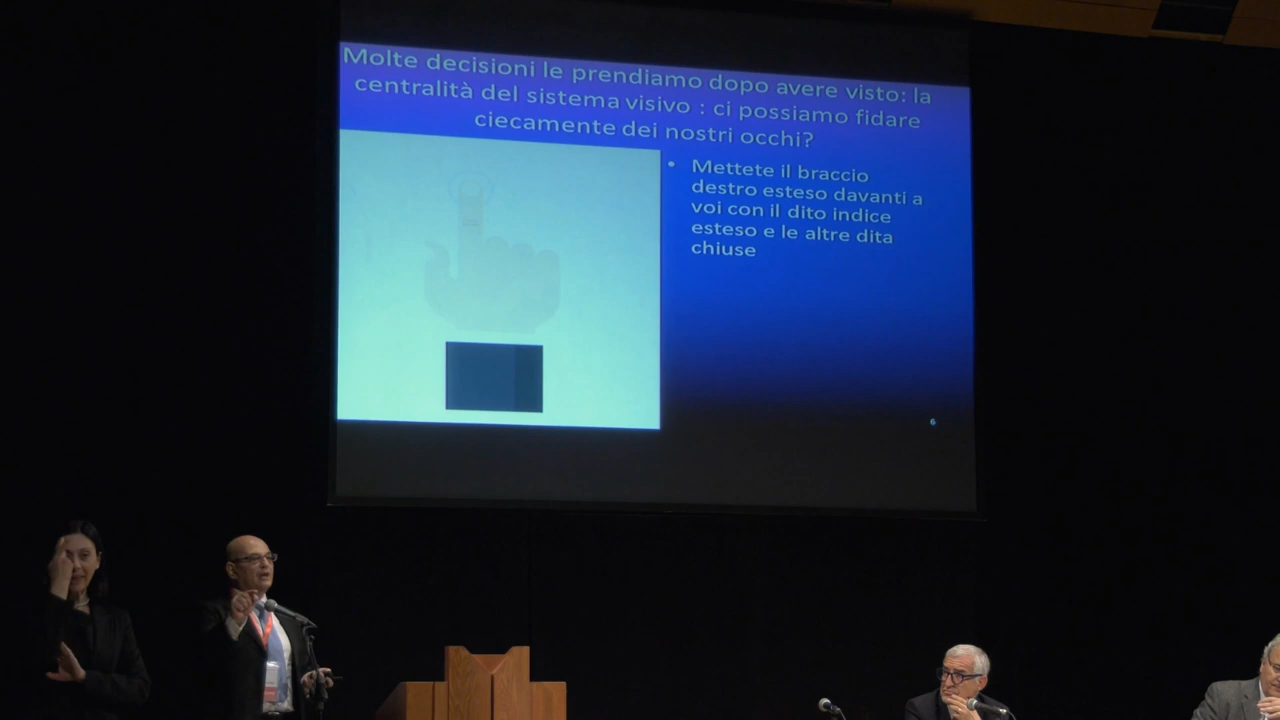 Molte decisioni le prendiamo dopo avere visto: la
centralità del sistema visivo : ci possiamo fidare
ciecamente dei nostri occhi?
• Mettete il braccio
destro esteso davanti a
voi con il dito indice
esteso e le altre dita
chiuse
6